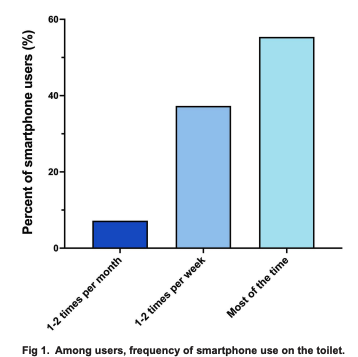 Percent of smartphone users (%)
60
40
20
0
1-2 times per month
1-2 times per week
Most of the time
Fig 1. Among users, frequency of smartphone use on the toilet.